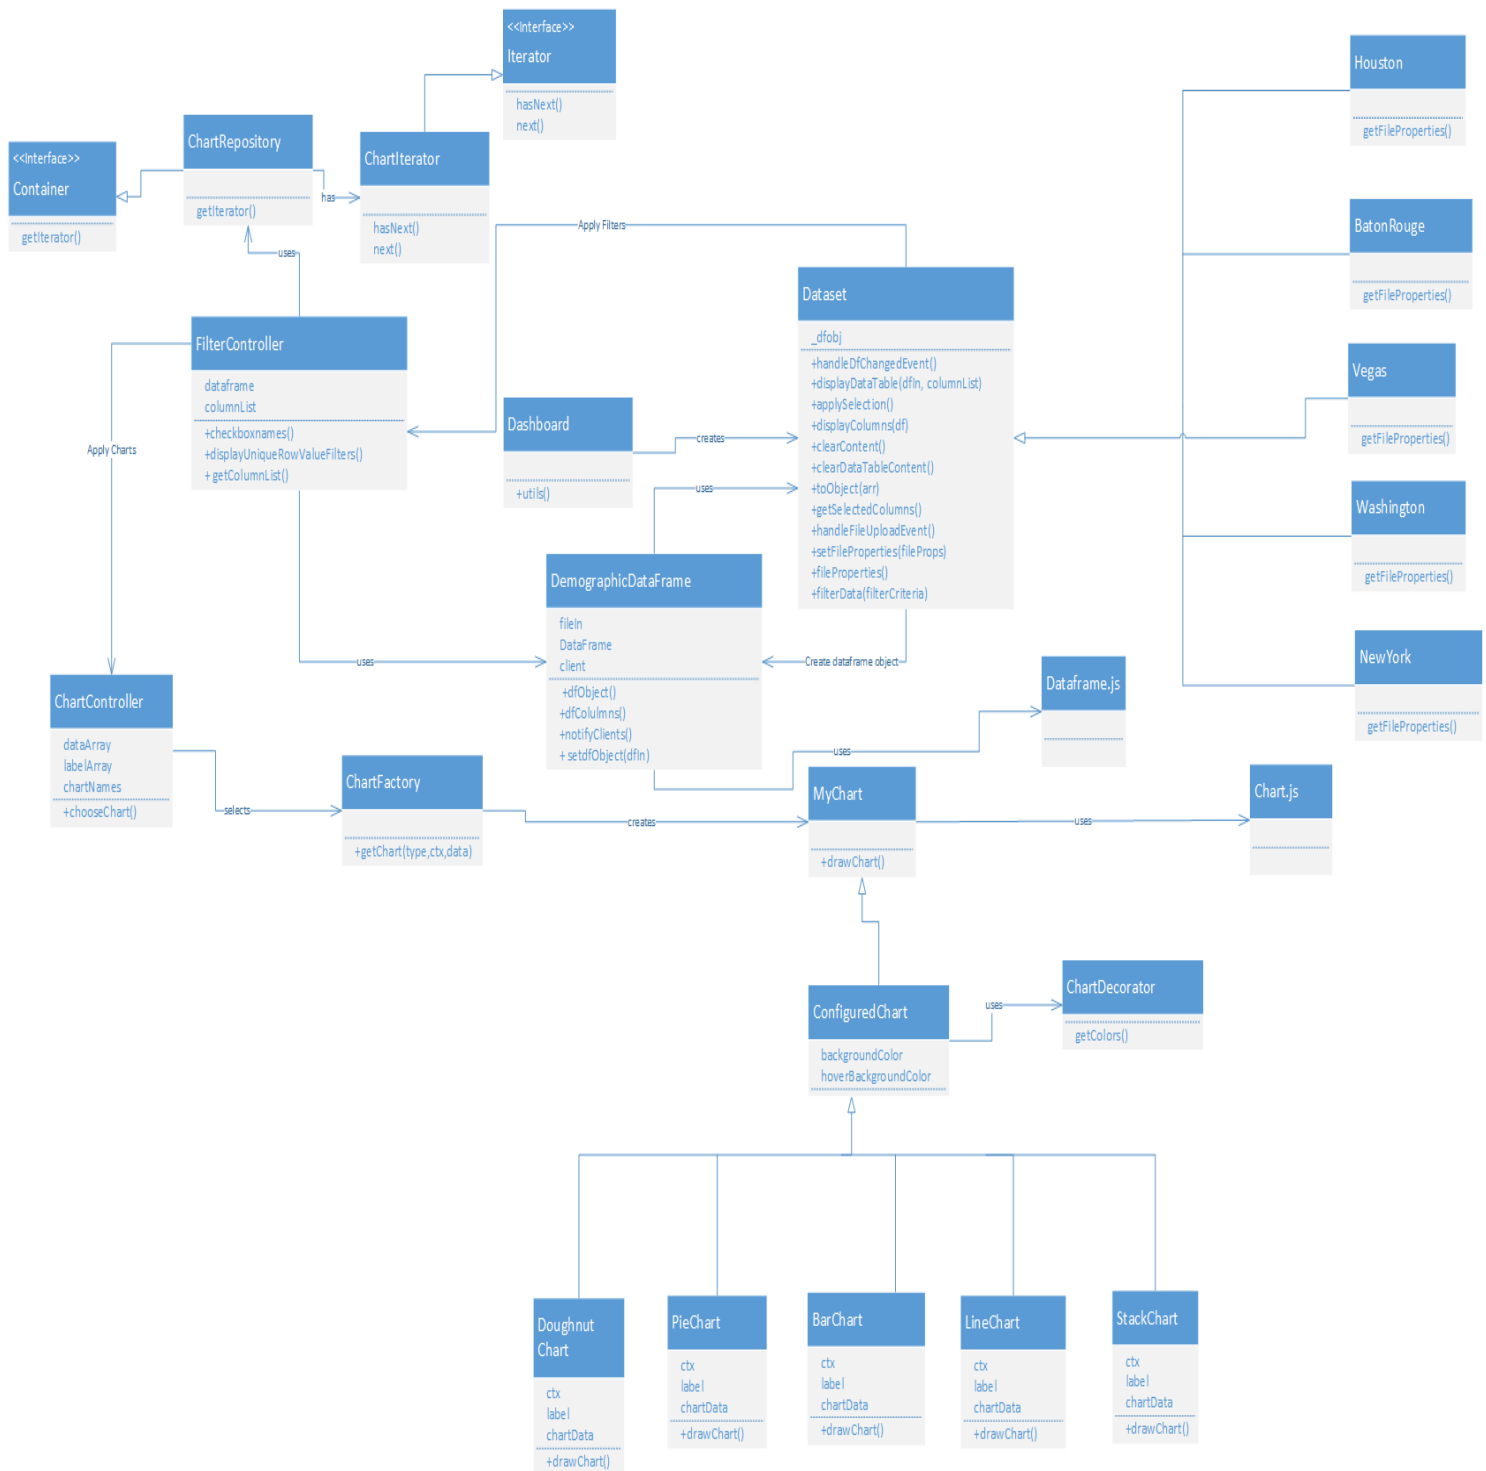 <<Interface>>
Iterator
hasNext()
next()
Houston
getFileProperties()
ChartRepository
getIterator()
ChartIterator
hasNext()
next()
<<Interface>>
Container
getIterator()
has
uses
Apply Filters
BatonRouge
getFileProperties()
Dataset
_dfobj
+handleDfChangedEvent()
+displayDataTable(dfIn, columnList)
+applySelection()
+displayColumns(df)
+clearContent()
+clearDataTableContent()
+toObject(arr)
+getSelectedColumns()
+handleFileUploadEvent()
+setFileProperties(fileProps)
+fileProperties()
+filterData(filterCriteria)
FilterController
dataframe
columnList
+checkboxnames()
+displayUniqueRowValueFilters()
+ getColumnList()
Vegas
getFileProperties()
Dashboard
+utils()
creates
Apply Charts
uses
Washington
getFileProperties()
DemographicDataFrame
fileIn
DataFrame
client
+dfObject()
+dfColulmns()
+notifyClients()
+ setdfObject(dfIn)
uses
Create dataframe object
NewYork
getFileProperties()
Dataframe.js
uses
ChartController
dataArray
labelArray
chartNames
+chooseChart()
selects
ChartFactory
+getChart(type,ctx,data)
creates
MyChart
+drawChart()
uses
Chart.js
ConfiguredChart
backgroundColor
hoverBackgroundColor
uses
ChartDecorator
getColors()
Doughnut
Chart
ctx
label
chartData
+drawChart()
PieChart
ctx
label
chartData
+drawChart()
BarChart
ctx
label
chartData
+drawChart()
LineChart
ctx
label
chartData
+drawChart()
StackChart
ctx
label
chartData
+drawChart()